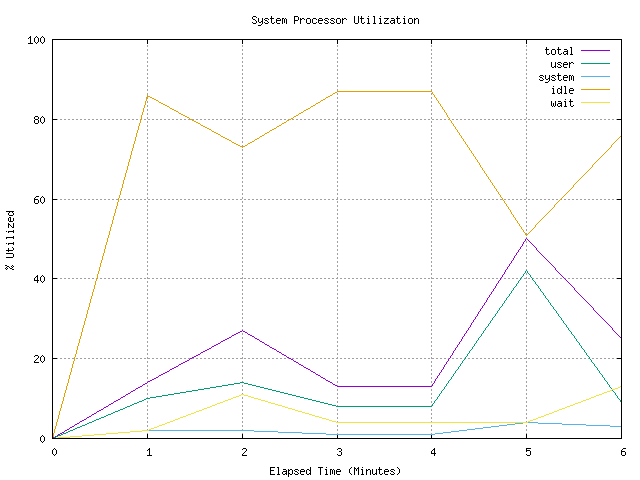 System Processor Utilization
100
80
60
40
20
0
% Utilized
total
user
system
idle
wait
0 1 2 3 4 5 6
Elapsed Time (Minutes)